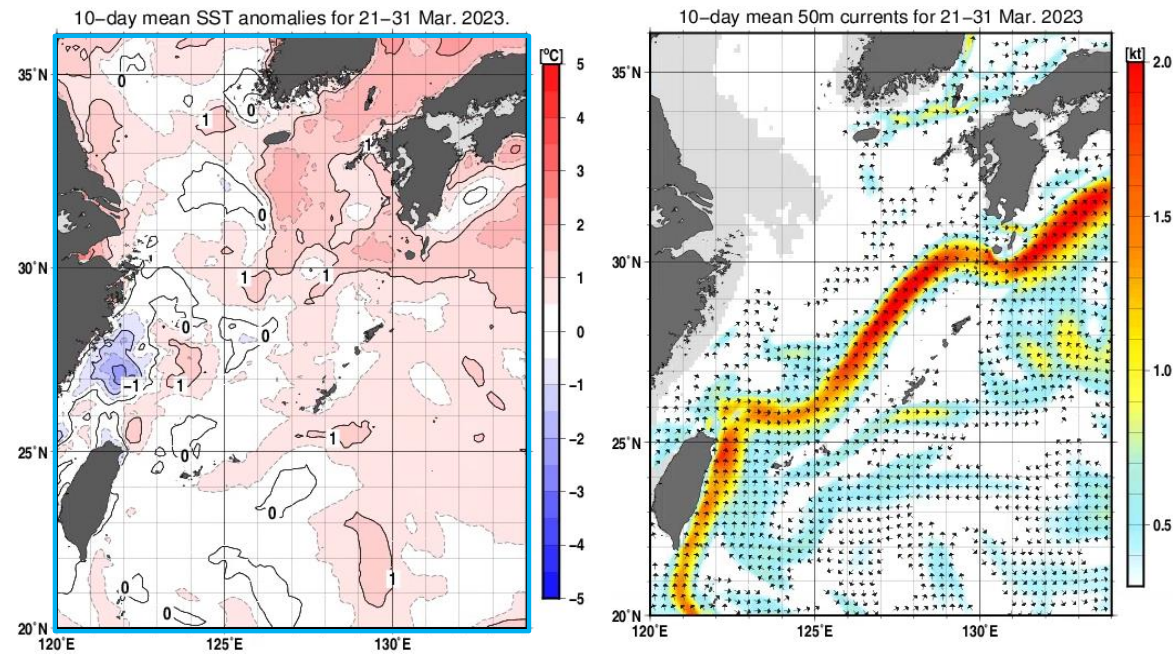 10-day mean SST anomalies for 21-31 Mar. 2023.
[°C]
5
4
3
2
1
0
-1
-2
-3
-4
-5
35°N
30°N
25°N
20°N
120°E
125°E
130°E
0
0
1
1
0
1
1
0
0
1
-1
1
0
0
0
1
0
10-day mean 50m currents for 21-31 Mar. 2023
[kt]
2.0
1.5
1.0
0.5
35°N
30°N
25°N
20°N
120°E
125°E
130°E